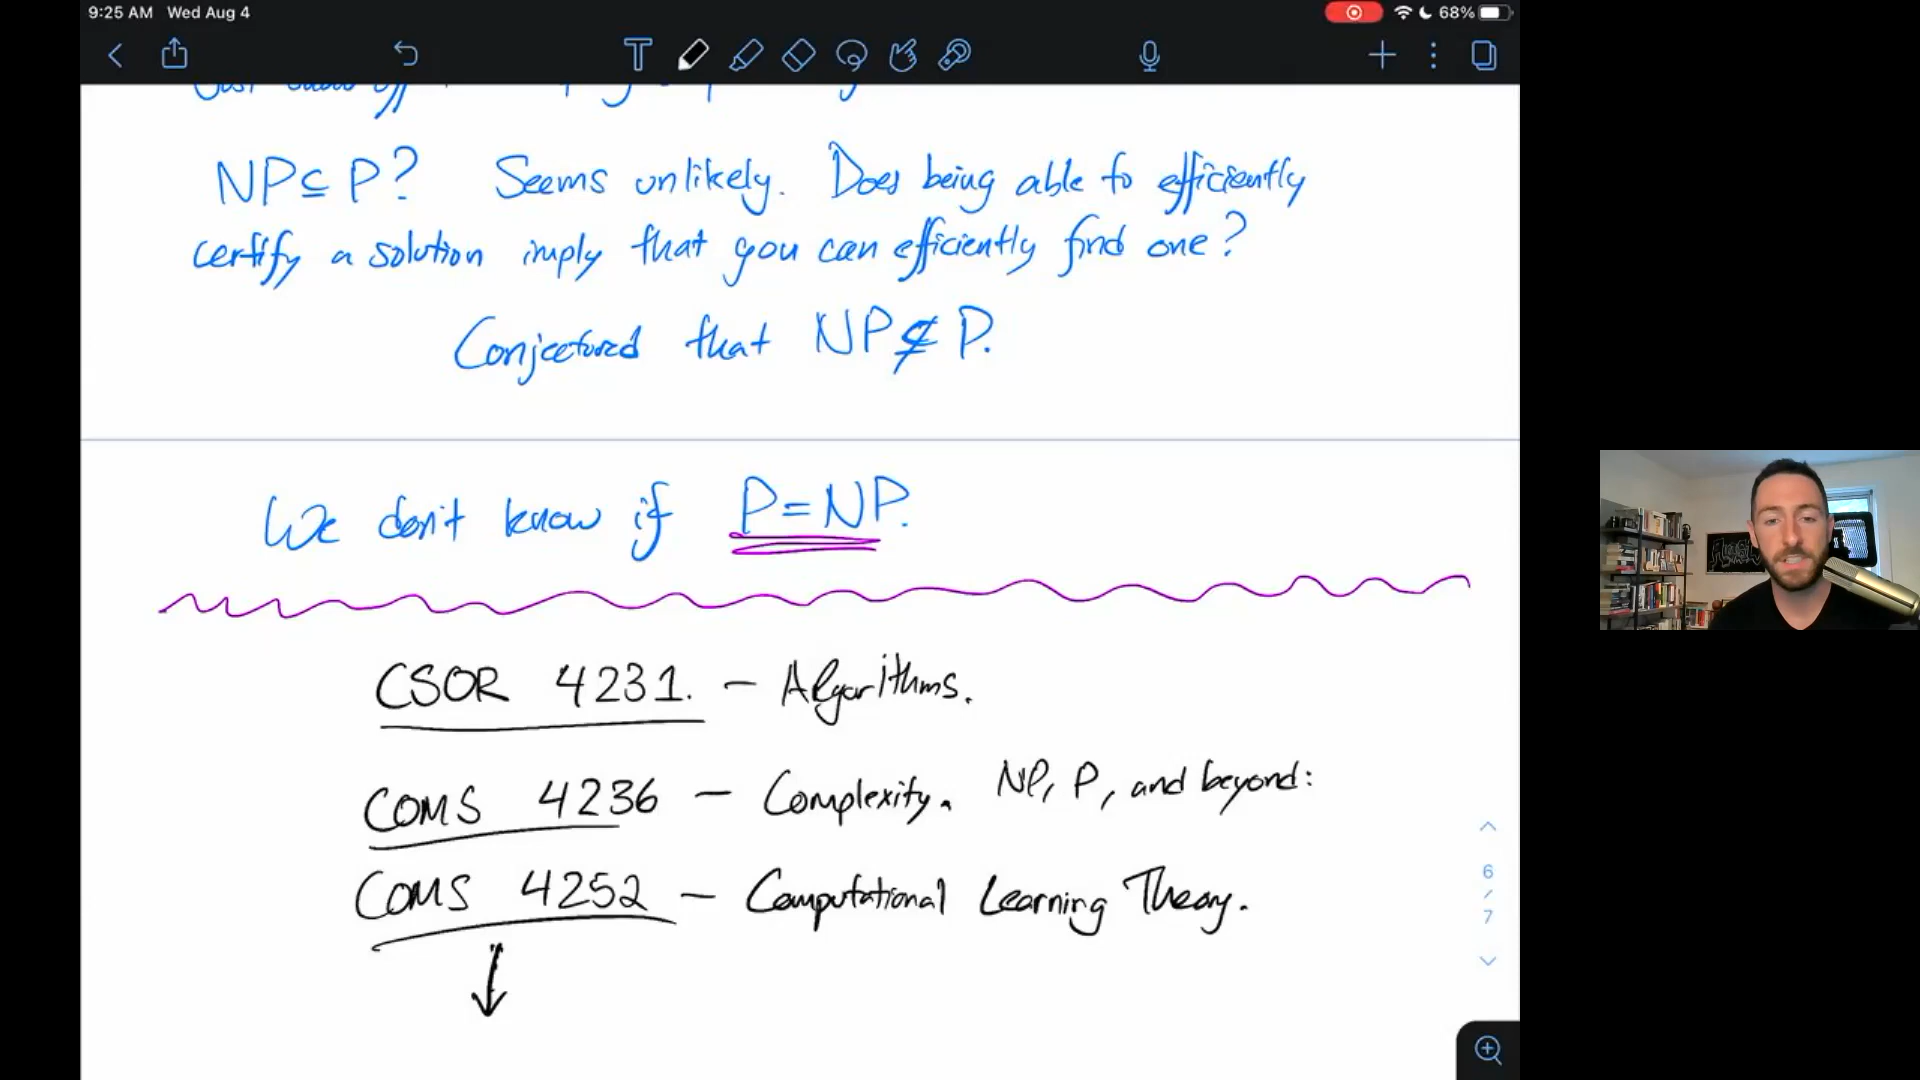 9:25 AM Wed Aug 4
68%
NP ⊆ P? Seems unlikely. Does being able to efficiently
certify a solution imply that you can efficiently find one?
Conjectured that NP ⊈ P.
We don't know if P = NP.
CSOR 4231. - Algorithms.
COMS 4236 - Complexity. NP, P, and beyond:
COMS 4252 - Computational Learning Theory.
6
/
7